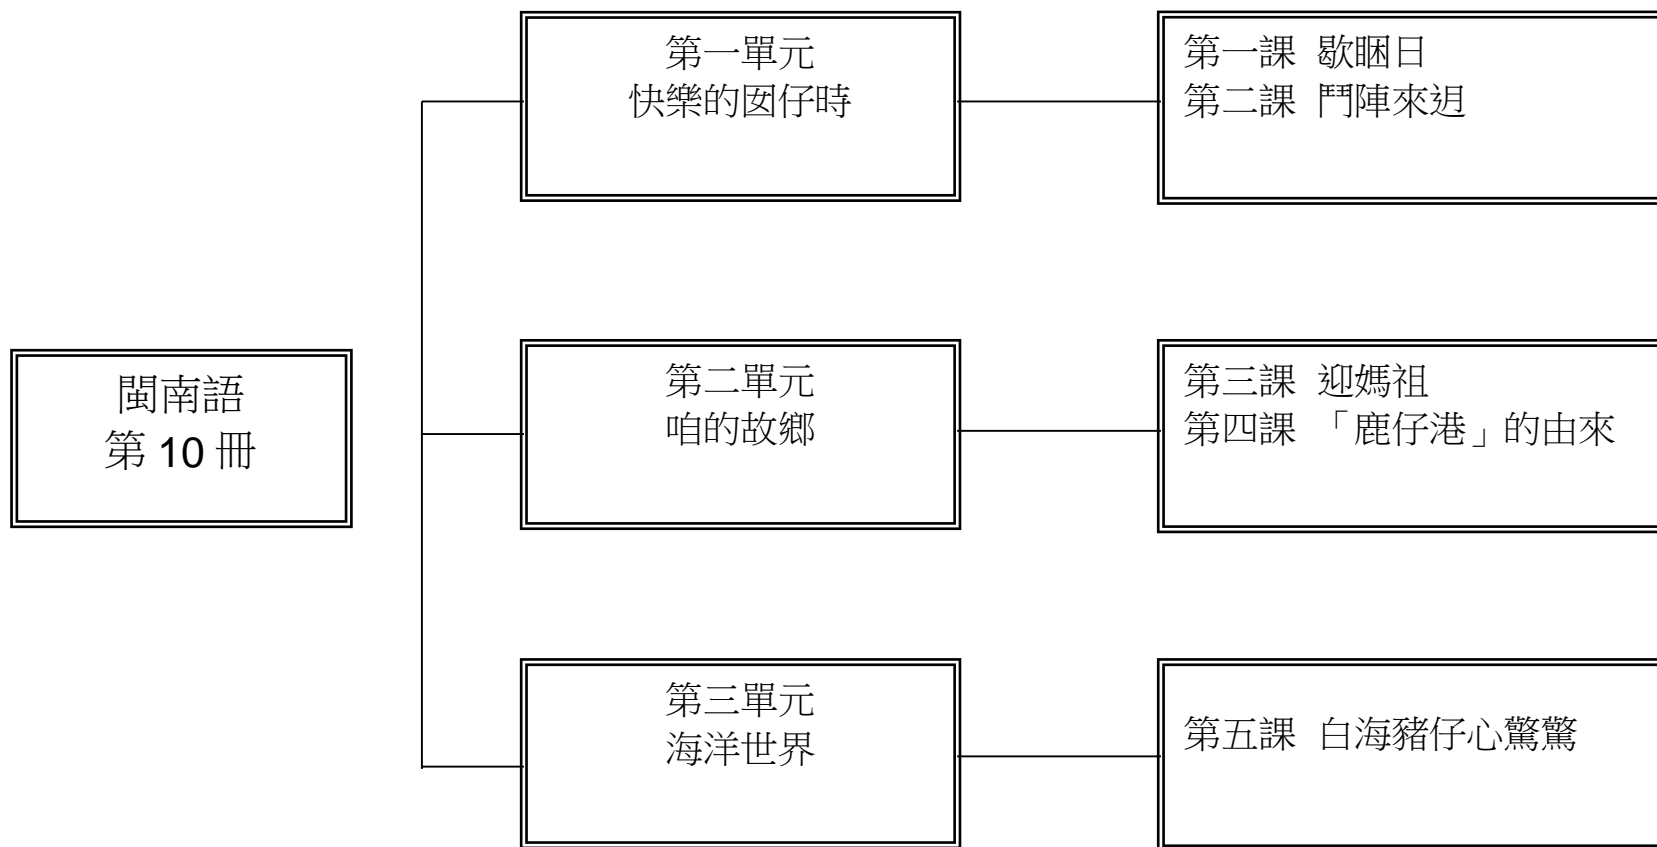 第一單元
快樂的囡仔時
第一課 歇睏日
第二課 鬥陣來𨑨
閩南語
第 10 冊
第二單元
咱的故鄉
第三課 迎媽祖
第四課 「鹿仔港」的由來
第三單元
海洋世界
第五課 白海豬仔心驚驚